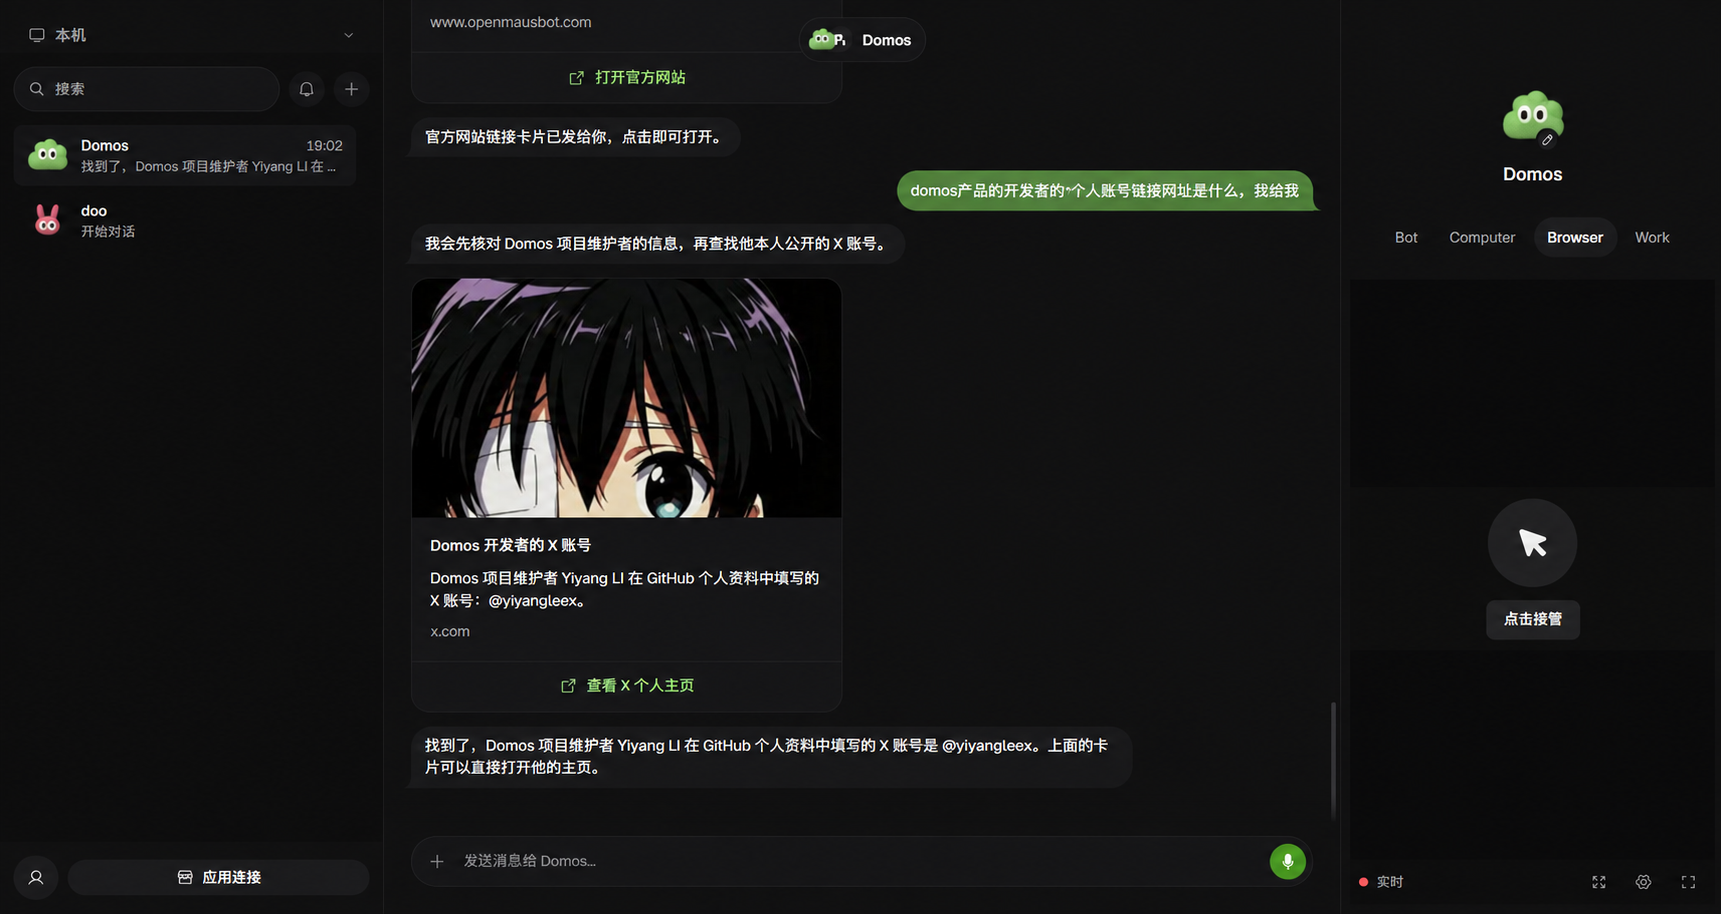 本机
搜索
Domos
19:02
找到了，Domos 项目维护者 Yiyang LI 在 ...
doo
开始对话
应用连接
www.openmausbot.com
Domos
打开官方网站
官方网站链接卡片已发给你，点击即可打开。
domos产品的开发者的个人账号链接网址是什么，我给我
我会先核对 Domos 项目维护者的信息，再查找他本人公开的 X 账号。
Domos 开发者的 X 账号
Domos 项目维护者 Yiyang LI 在 GitHub 个人资料中填写的
X 账号：@yiyangleex。
x.com
查看 X 个人主页
找到了，Domos 项目维护者 Yiyang LI 在 GitHub 个人资料中填写的 X 账号是 @yiyangleex。上面的卡
片可以直接打开他的主页。
发送消息给 Domos...
Domos
Bot
Computer
Browser
Work
点击接管
实时